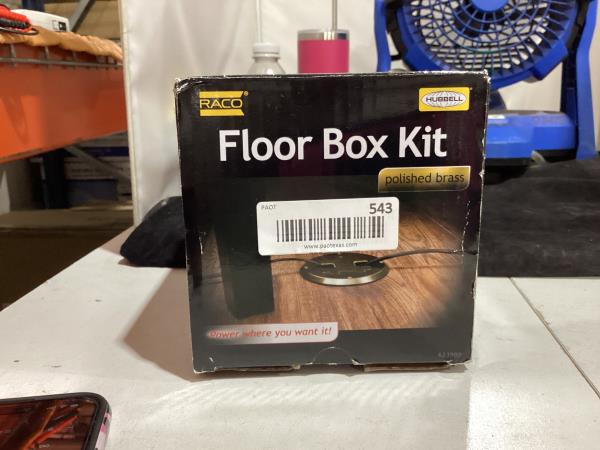 RACO®
HUBBELL
Floor Box Kit
polished brass
PAOT
543
www.paotexas.com
Power where you want it!